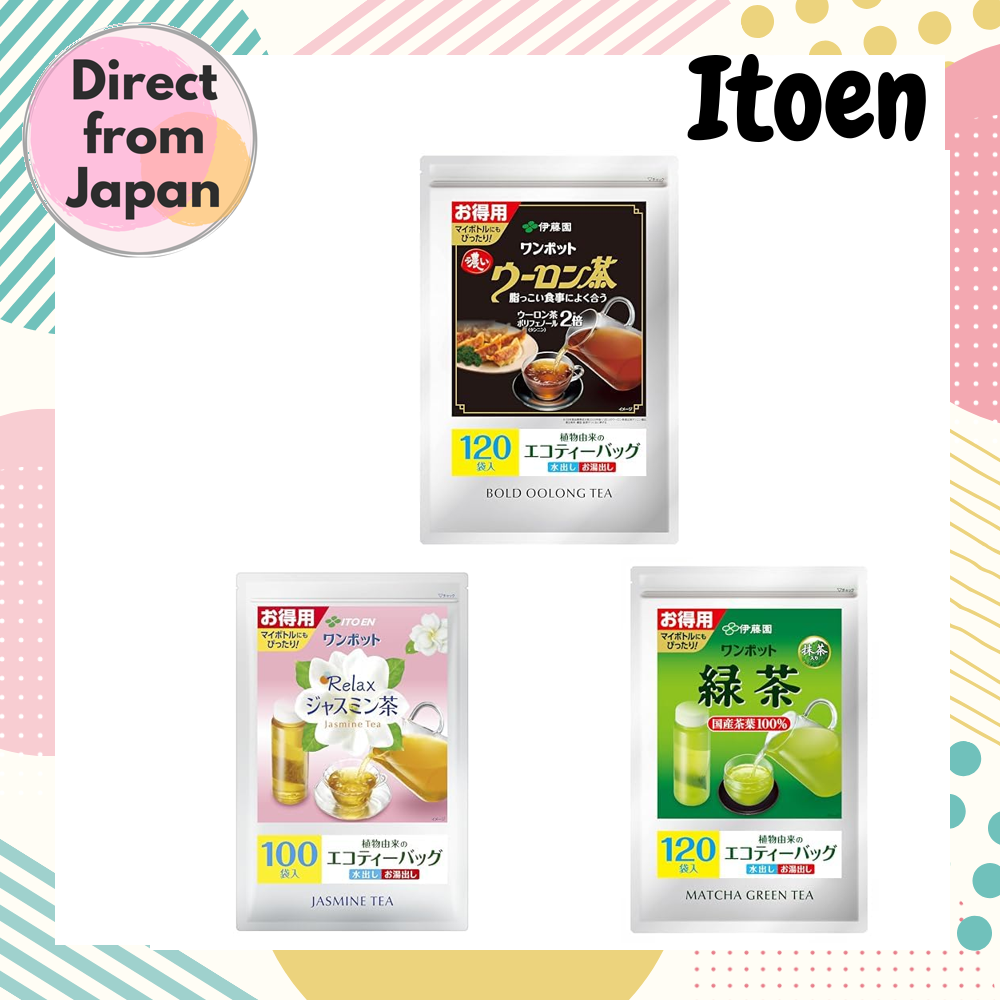 Direct
from
Japan
Itoen
お得用
マイボトルにも
ぴったり!
伊藤園
ワンポット
濃い
ウーロン茶
脂っこい食事によく合う
ウーロン茶
ポリフェノール
2倍
イメージ
120
袋入
植物由来の
エコティーバッグ
水出し お湯出し
BOLD OOLONG TEA
お得用
マイボトルにも
ぴったり!
ITO EN
ワンポット
Relax
ジャスミン茶
Jasmine Tea
100
袋入
植物由来の
エコティーバッグ
水出し お湯出し
JASMINE TEA
お得用
マイボトルにも
ぴったり!
伊藤園
ワンポット
抹茶
入り
緑茶
国産茶葉100%
120
袋入
植物由来の
エコティーバッグ
水出し お湯出し
MATCHA GREEN TEA